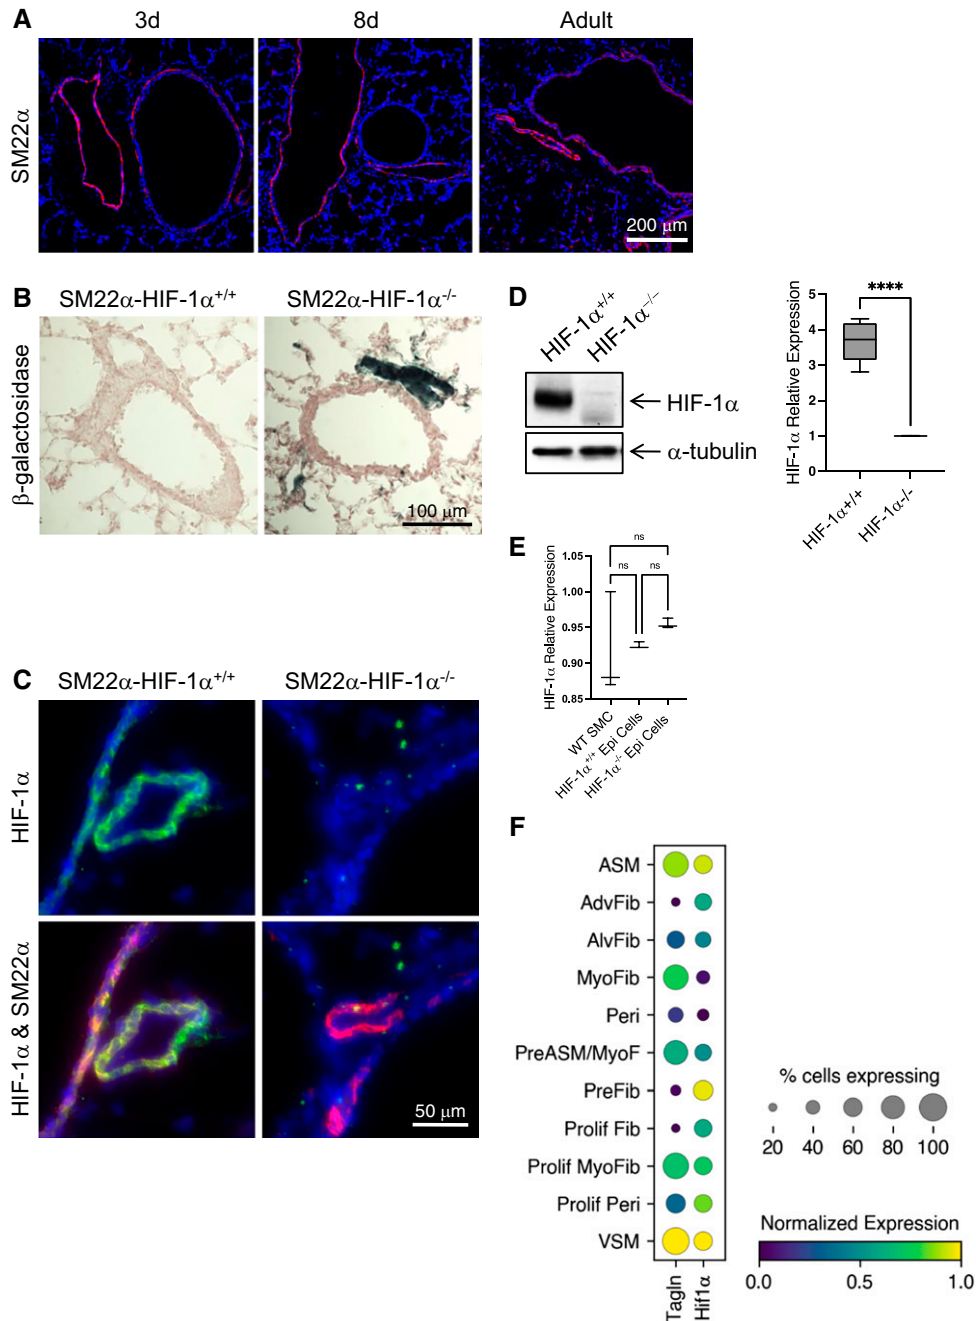 A
3d
8d
Adult
SM22α
200 μm
B
SM22α-HIF-1α+/+
SM22α-HIF-1α-/-
β-galactosidase
100 μm
C
SM22α-HIF-1α+/+
SM22α-HIF-1α-/-
HIF-1α
HIF-1α & SM22α
50 μm
D
HIF-1α+/+
HIF-1α-/-
HIF-1α
α-tubulin
HIF-1α Relative Expression
5
4
3
2
1
0
****
HIF-1α+/+
HIF-1α-/-
E
HIF-1α Relative Expression
1.05
1.00
0.95
0.90
0.85
ns
ns
ns
WT SMC
HIF-1α+/+ Epi Cells
HIF-1α-/- Epi Cells
F
ASM
AdvFib
AlvFib
MyoFib
Peri
PreASM/MyoF
PreFib
Prolif Fib
Prolif MyoFib
Prolif Peri
VSM
Tagln
Hif1α
% cells expressing
20 40 60 80 100
Normalized Expression
0.0 0.5 1.0